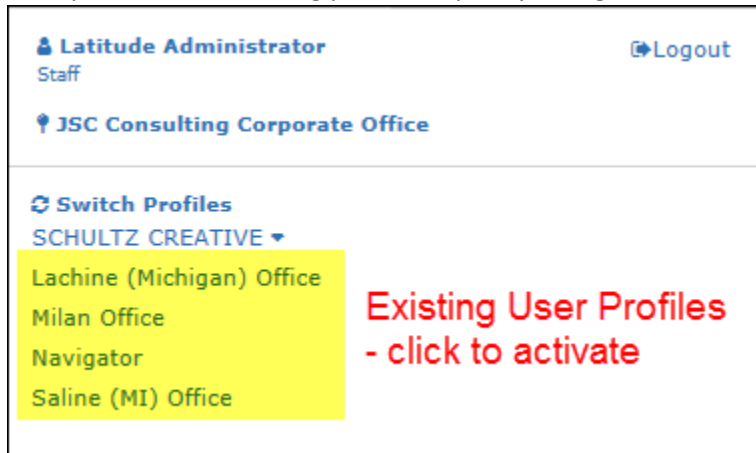 Latitude Administrator
Logout
Staff
JSC Consulting Corporate Office
Switch Profiles
SCHULTZ CREATIVE
Lachine (Michigan) Office
Milan Office
Navigator
Saline (MI) Office
Existing User Profiles
- click to activate